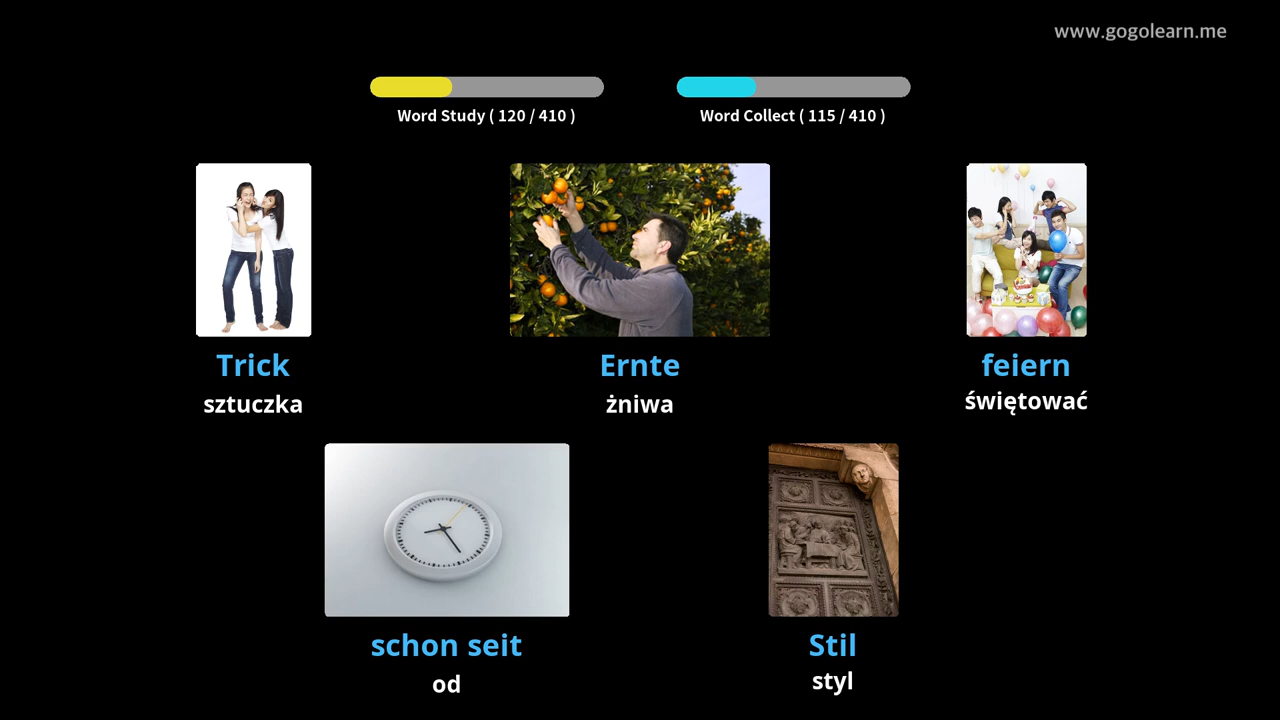 www.gogolearn.me
Word Study ( 120 / 410 )
Word Collect ( 115 / 410 )
Trick
sztuczka
Ernte
żniwa
feiern
świętować
schon seit
od
Stil
styl